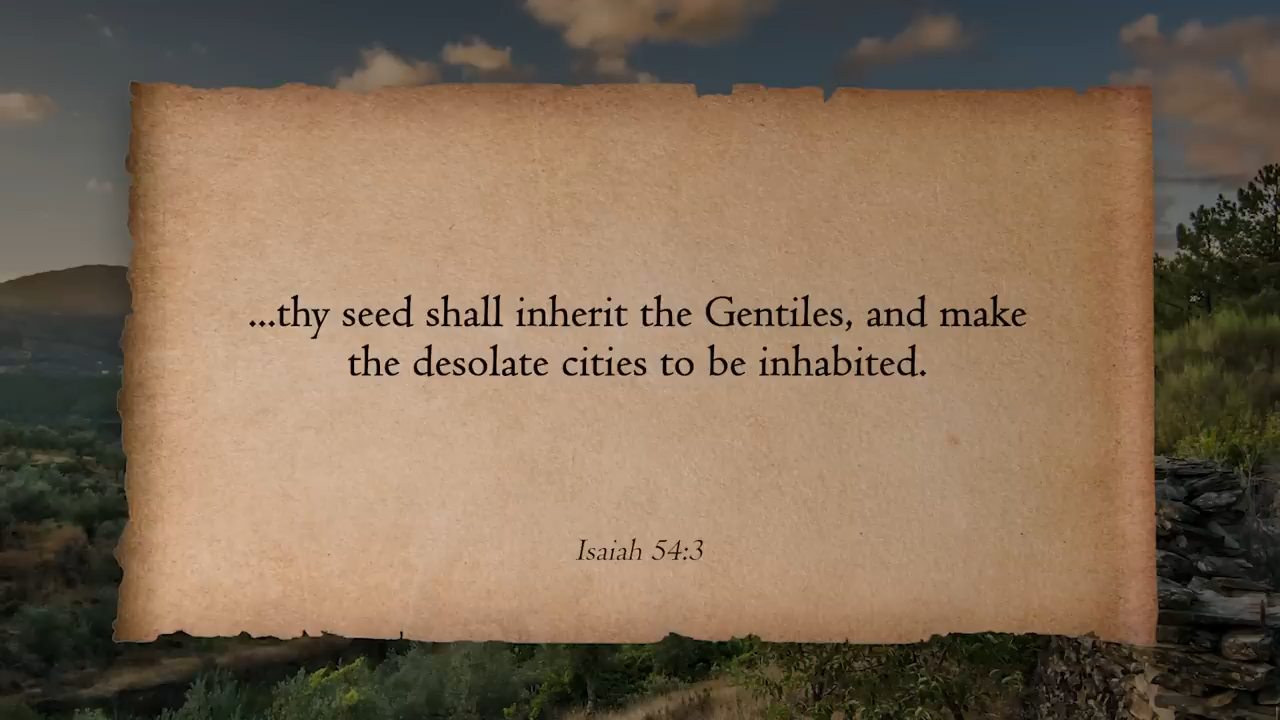 ...thy seed shall inherit the Gentiles, and make
the desolate cities to be inhabited.
Isaiah 54:3